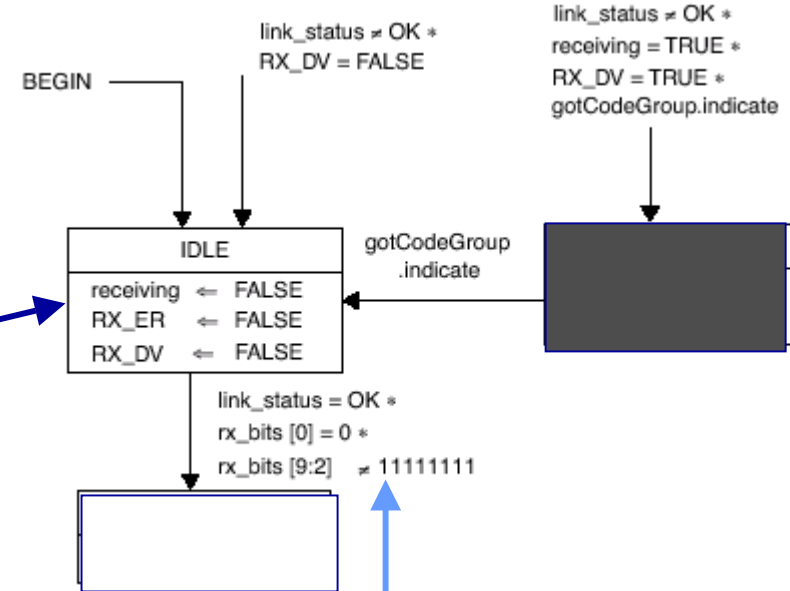 link_status ≠ OK *
RX_DV = FALSE
link_status ≠ OK *
receiving = TRUE *
RX_DV = TRUE *
gotCodeGroup.indicate
BEGIN
IDLE
receiving ⇐ FALSE
RX_ER ⇐ FALSE
RX_DV ⇐ FALSE
gotCodeGroup
.indicate
link_status = OK *
rx_bits [0] = 0 *
rx_bits [9:2] ≠ 11111111